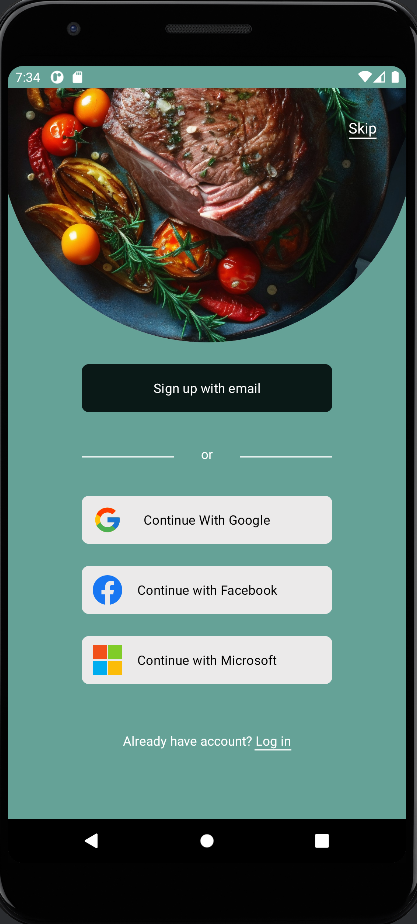 7:34
Skip
Sign up with email
or
Continue With Google
Continue with Facebook
Continue with Microsoft
Already have account? Log in